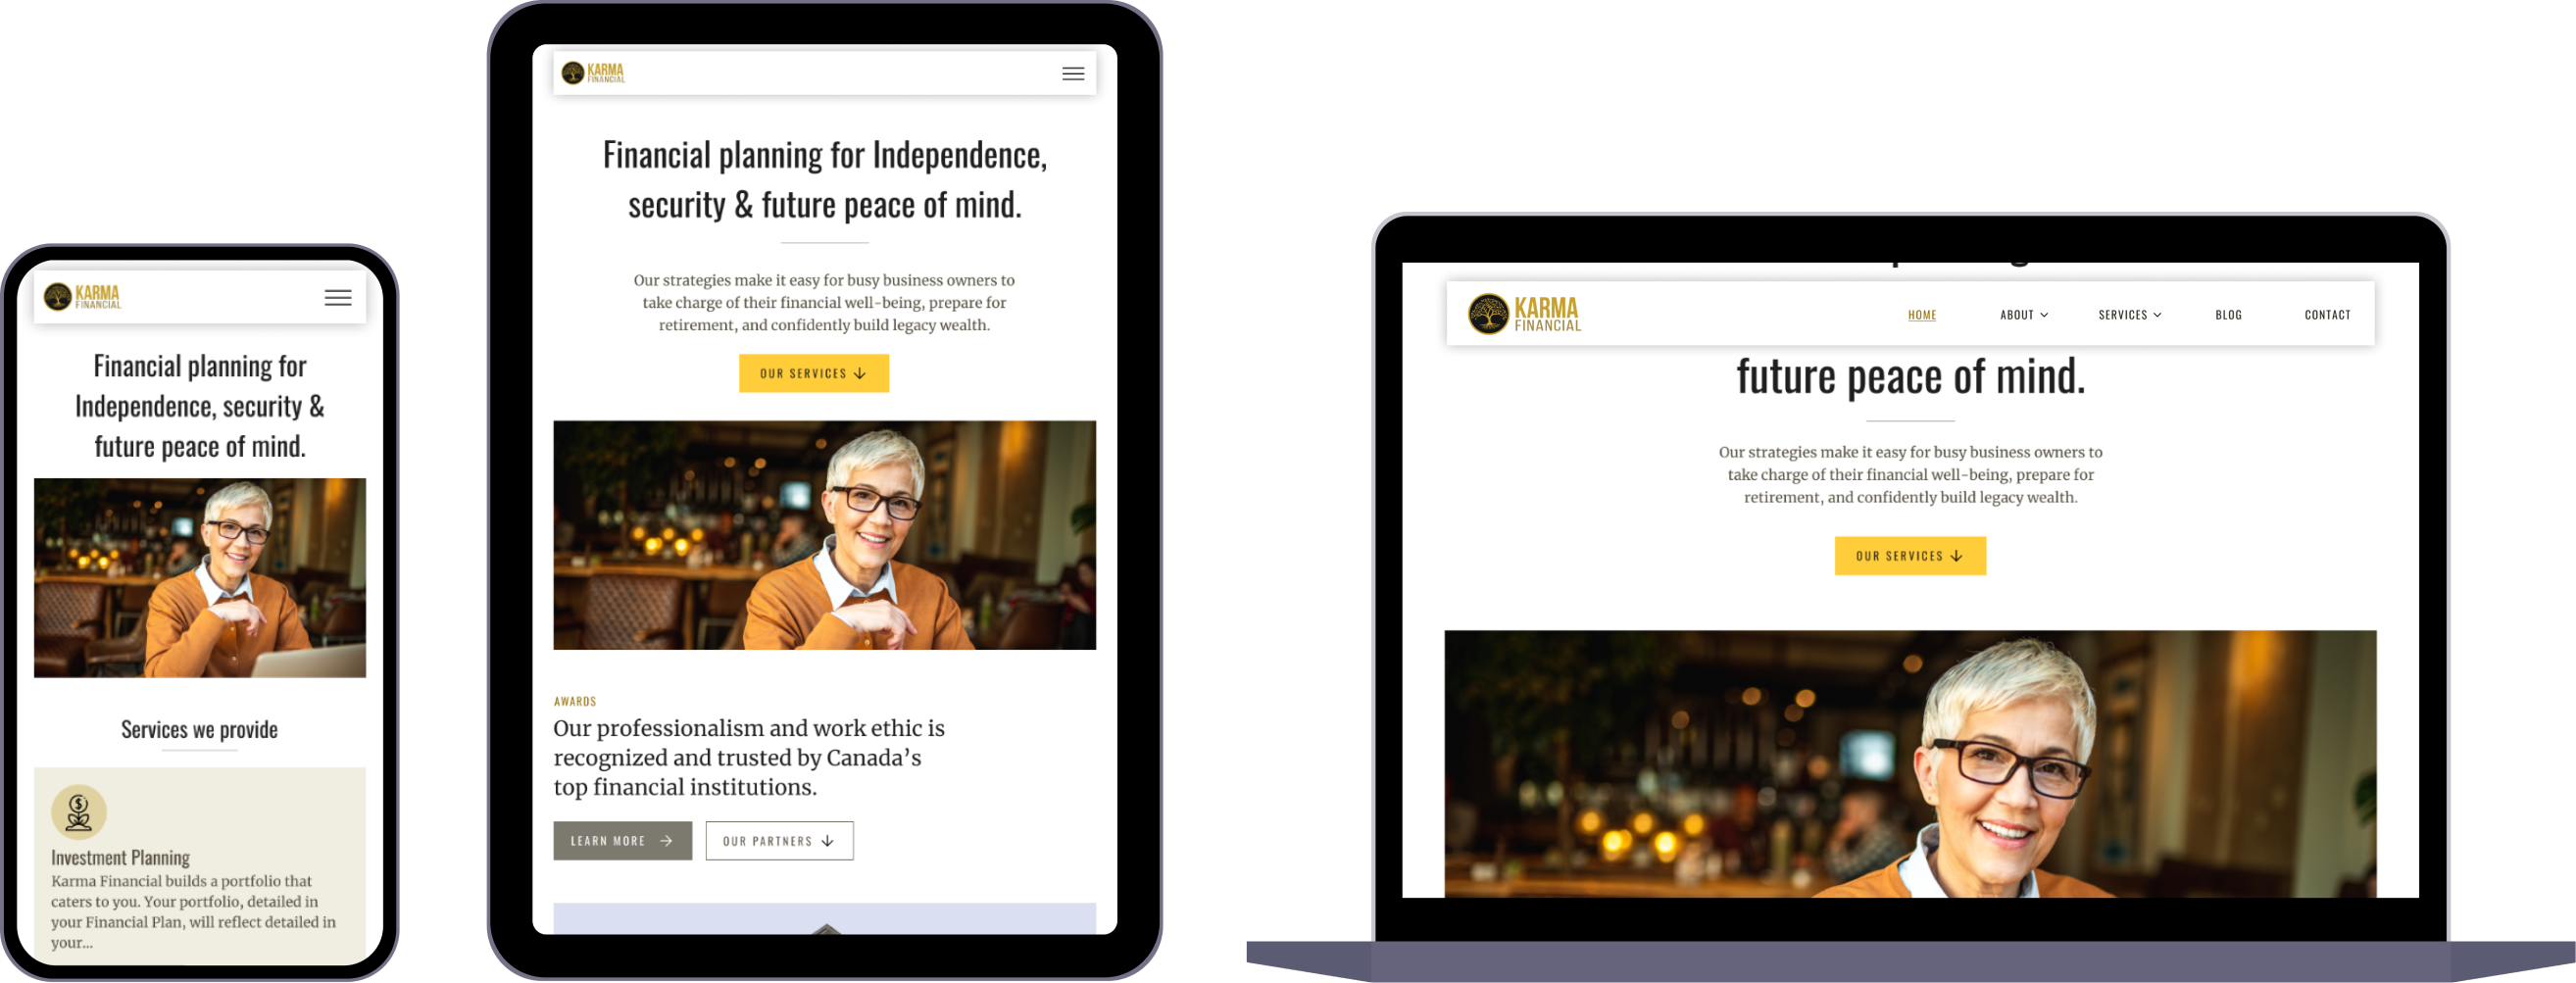 KARMA
FINANCIAL
Financial planning for
Independence, security &
future peace of mind.
Services we provide
Investment Planning
Karma Financial builds a portfolio that
caters to you. Your portfolio, detailed in
your Financial Plan, will reflect detailed in
your...
KARMA
FINANCIAL
Financial planning for Independence,
security & future peace of mind.
Our strategies make it easy for busy business owners to
take charge of their financial well-being, prepare for
retirement, and confidently build legacy wealth.
OUR SERVICES
AWARDS
Our professionalism and work ethic is
recognized and trusted by Canada’s
top financial institutions.
LEARN MORE
OUR PARTNERS
KARMA
FINANCIAL
HOME
ABOUT
SERVICES
BLOG
CONTACT
future peace of mind.
Our strategies make it easy for busy business owners to
take charge of their financial well-being, prepare for
retirement, and confidently build legacy wealth.
OUR SERVICES